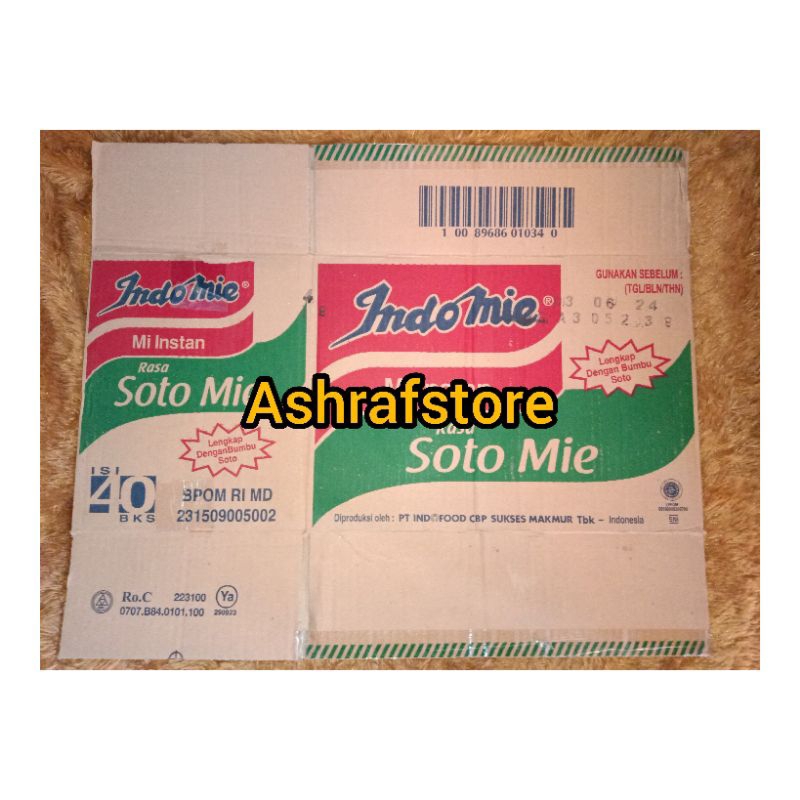 1 00 89686 01034 0
Indomie®
Mi Instan
Rasa
Soto Mie
Lengkap
DenganBumbu
Soto
ISI
40
BKS
BPOM RI MD
231509005002
Ro.C 223100 Ya
0707.B84.0101.100 290923
Indomie®
GUNAKAN SEBELUM :
(TGL/BLN/THN)
06 24
Lengkap
Dengan Bumbu
Soto
Ashrafstore
Rasa
Soto Mie
Diproduksi oleh : PT INDOFOOD CBP SUKSES MAKMUR Tbk – Indonesia